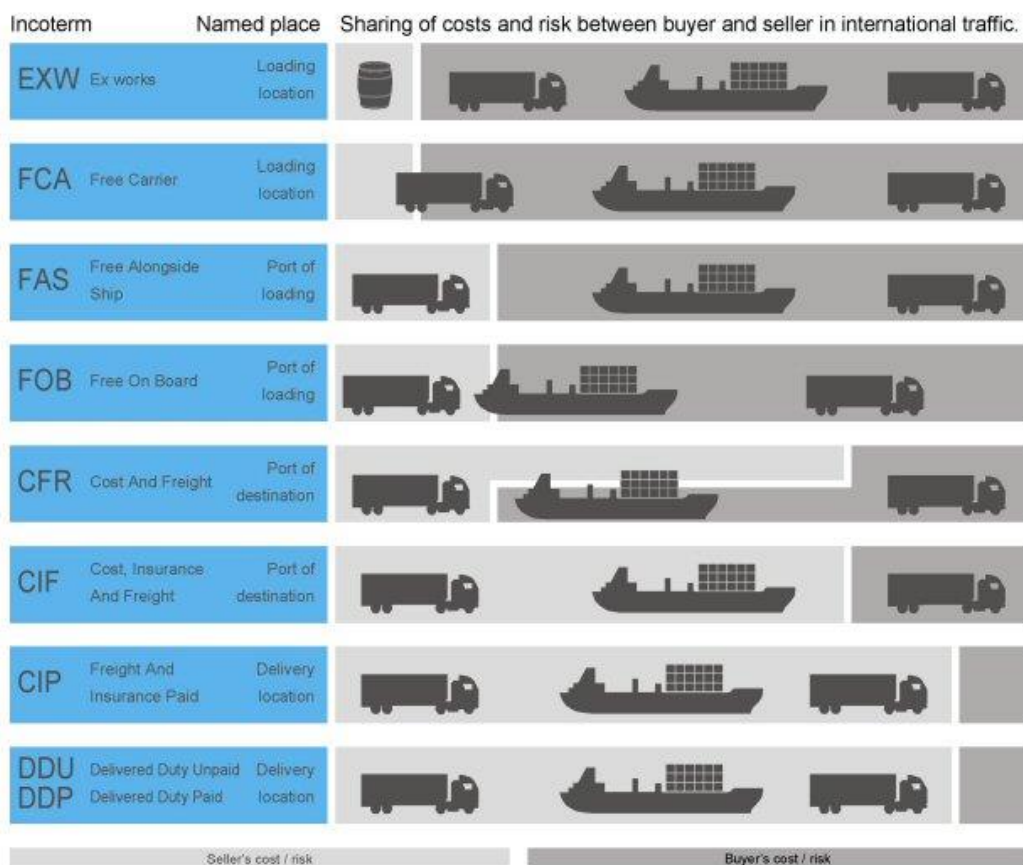 Incoterm Named place Sharing of costs and risk between buyer and seller in international traffic.
EXW Ex works Loading
location
FCA Free Carrier Loading
location
FAS Free Alongside Port of
Ship loading
FOB Free On Board Port of
loading
CFR Cost And Freight Port of
destination
CIF Cost, Insurance Port of
And Freight destination
CIP Freight And Delivery
Insurance Paid location
DDU Delivered Duty Unpaid Delivery
DDP Delivered Duty Paid location
Seller's cost / risk Buyer's cost / risk